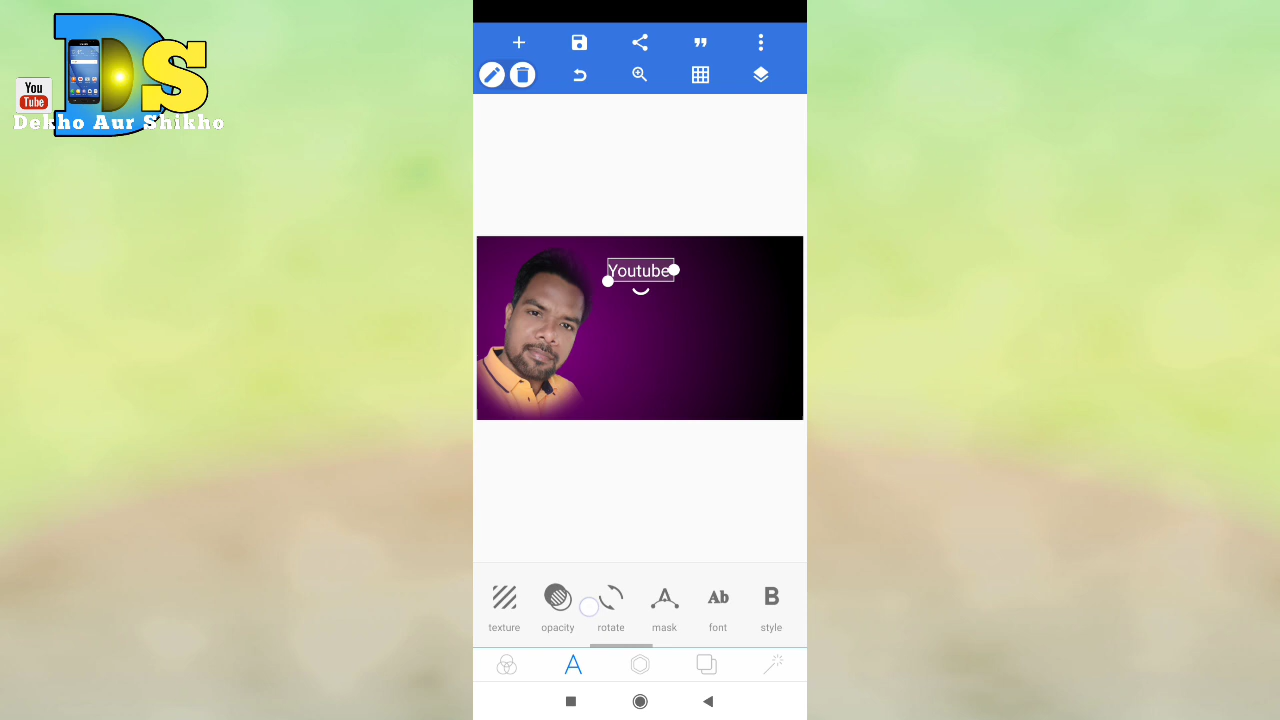 DS
You
Tube
Dekho Aur Shikho
Youtube
texture
opacity
rotate
mask
Ab
font
B
style